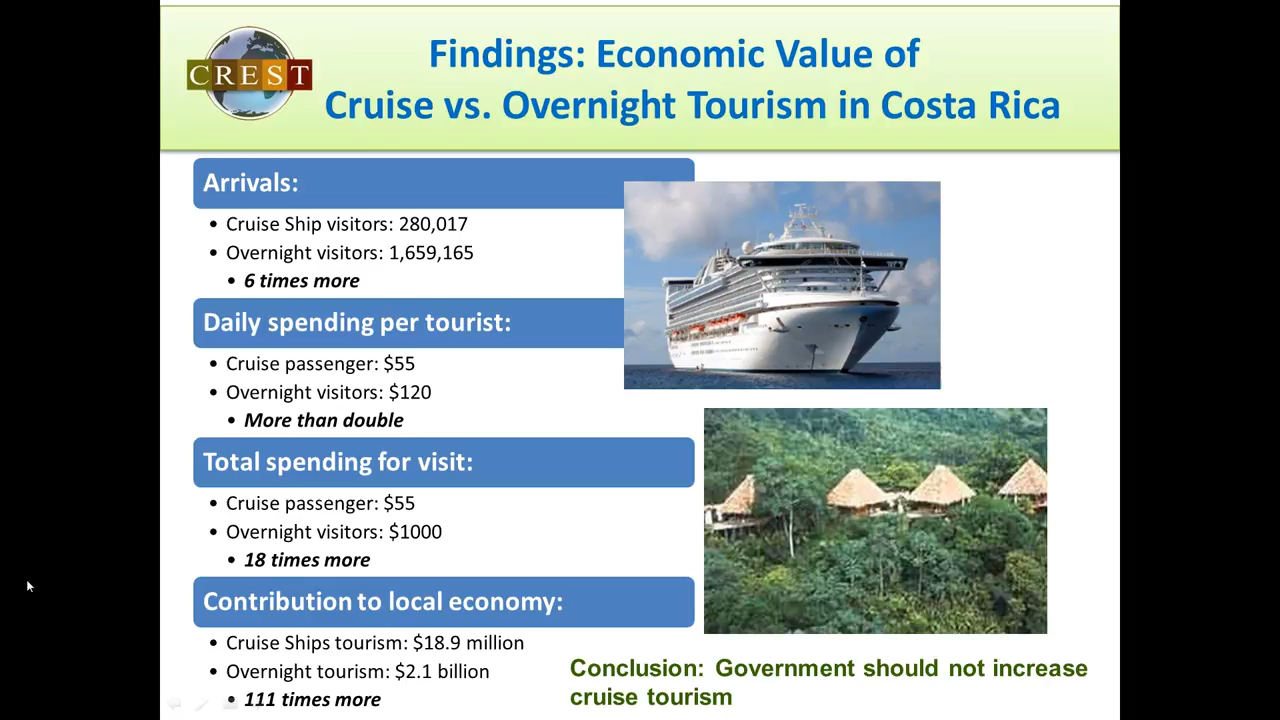 CREST
Findings: Economic Value of
Cruise vs. Overnight Tourism in Costa Rica
Arrivals:
• Cruise Ship visitors: 280,017
• Overnight visitors: 1,659,165
• 6 times more
Daily spending per tourist:
• Cruise passenger: $55
• Overnight visitors: $120
• More than double
Total spending for visit:
• Cruise passenger: $55
• Overnight visitors: $1000
• 18 times more
Contribution to local economy:
• Cruise Ships tourism: $18.9 million
• Overnight tourism: $2.1 billion
• 111 times more
Conclusion: Government should not increase
cruise tourism